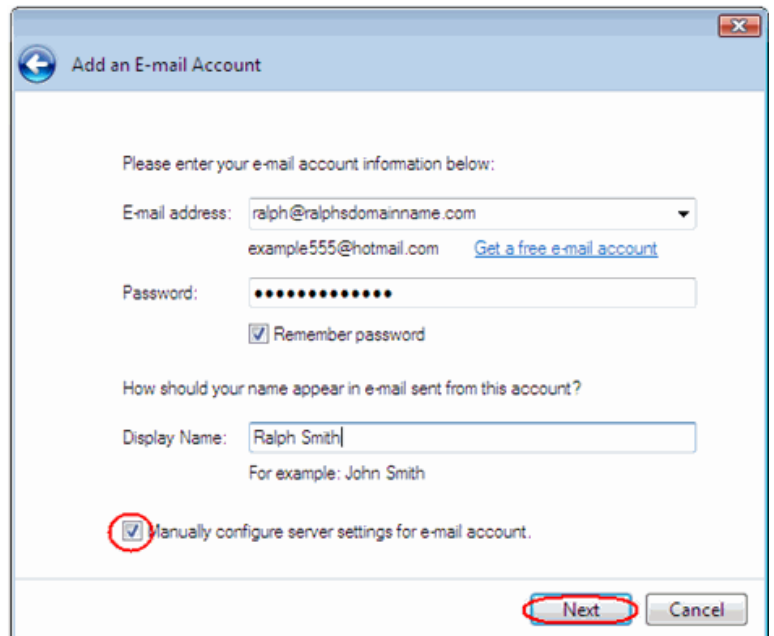 Add an E-mail Account
Please enter your e-mail account information below:
E-mail address: ralph@ralphsdomainname.com
example555@hotmail.com Get a free e-mail account
Password: •••••••••••••
Remember password
How should your name appear in e-mail sent from this account?
Display Name: Ralph Smith
For example: John Smith
Manually configure server settings for e-mail account.
Next Cancel